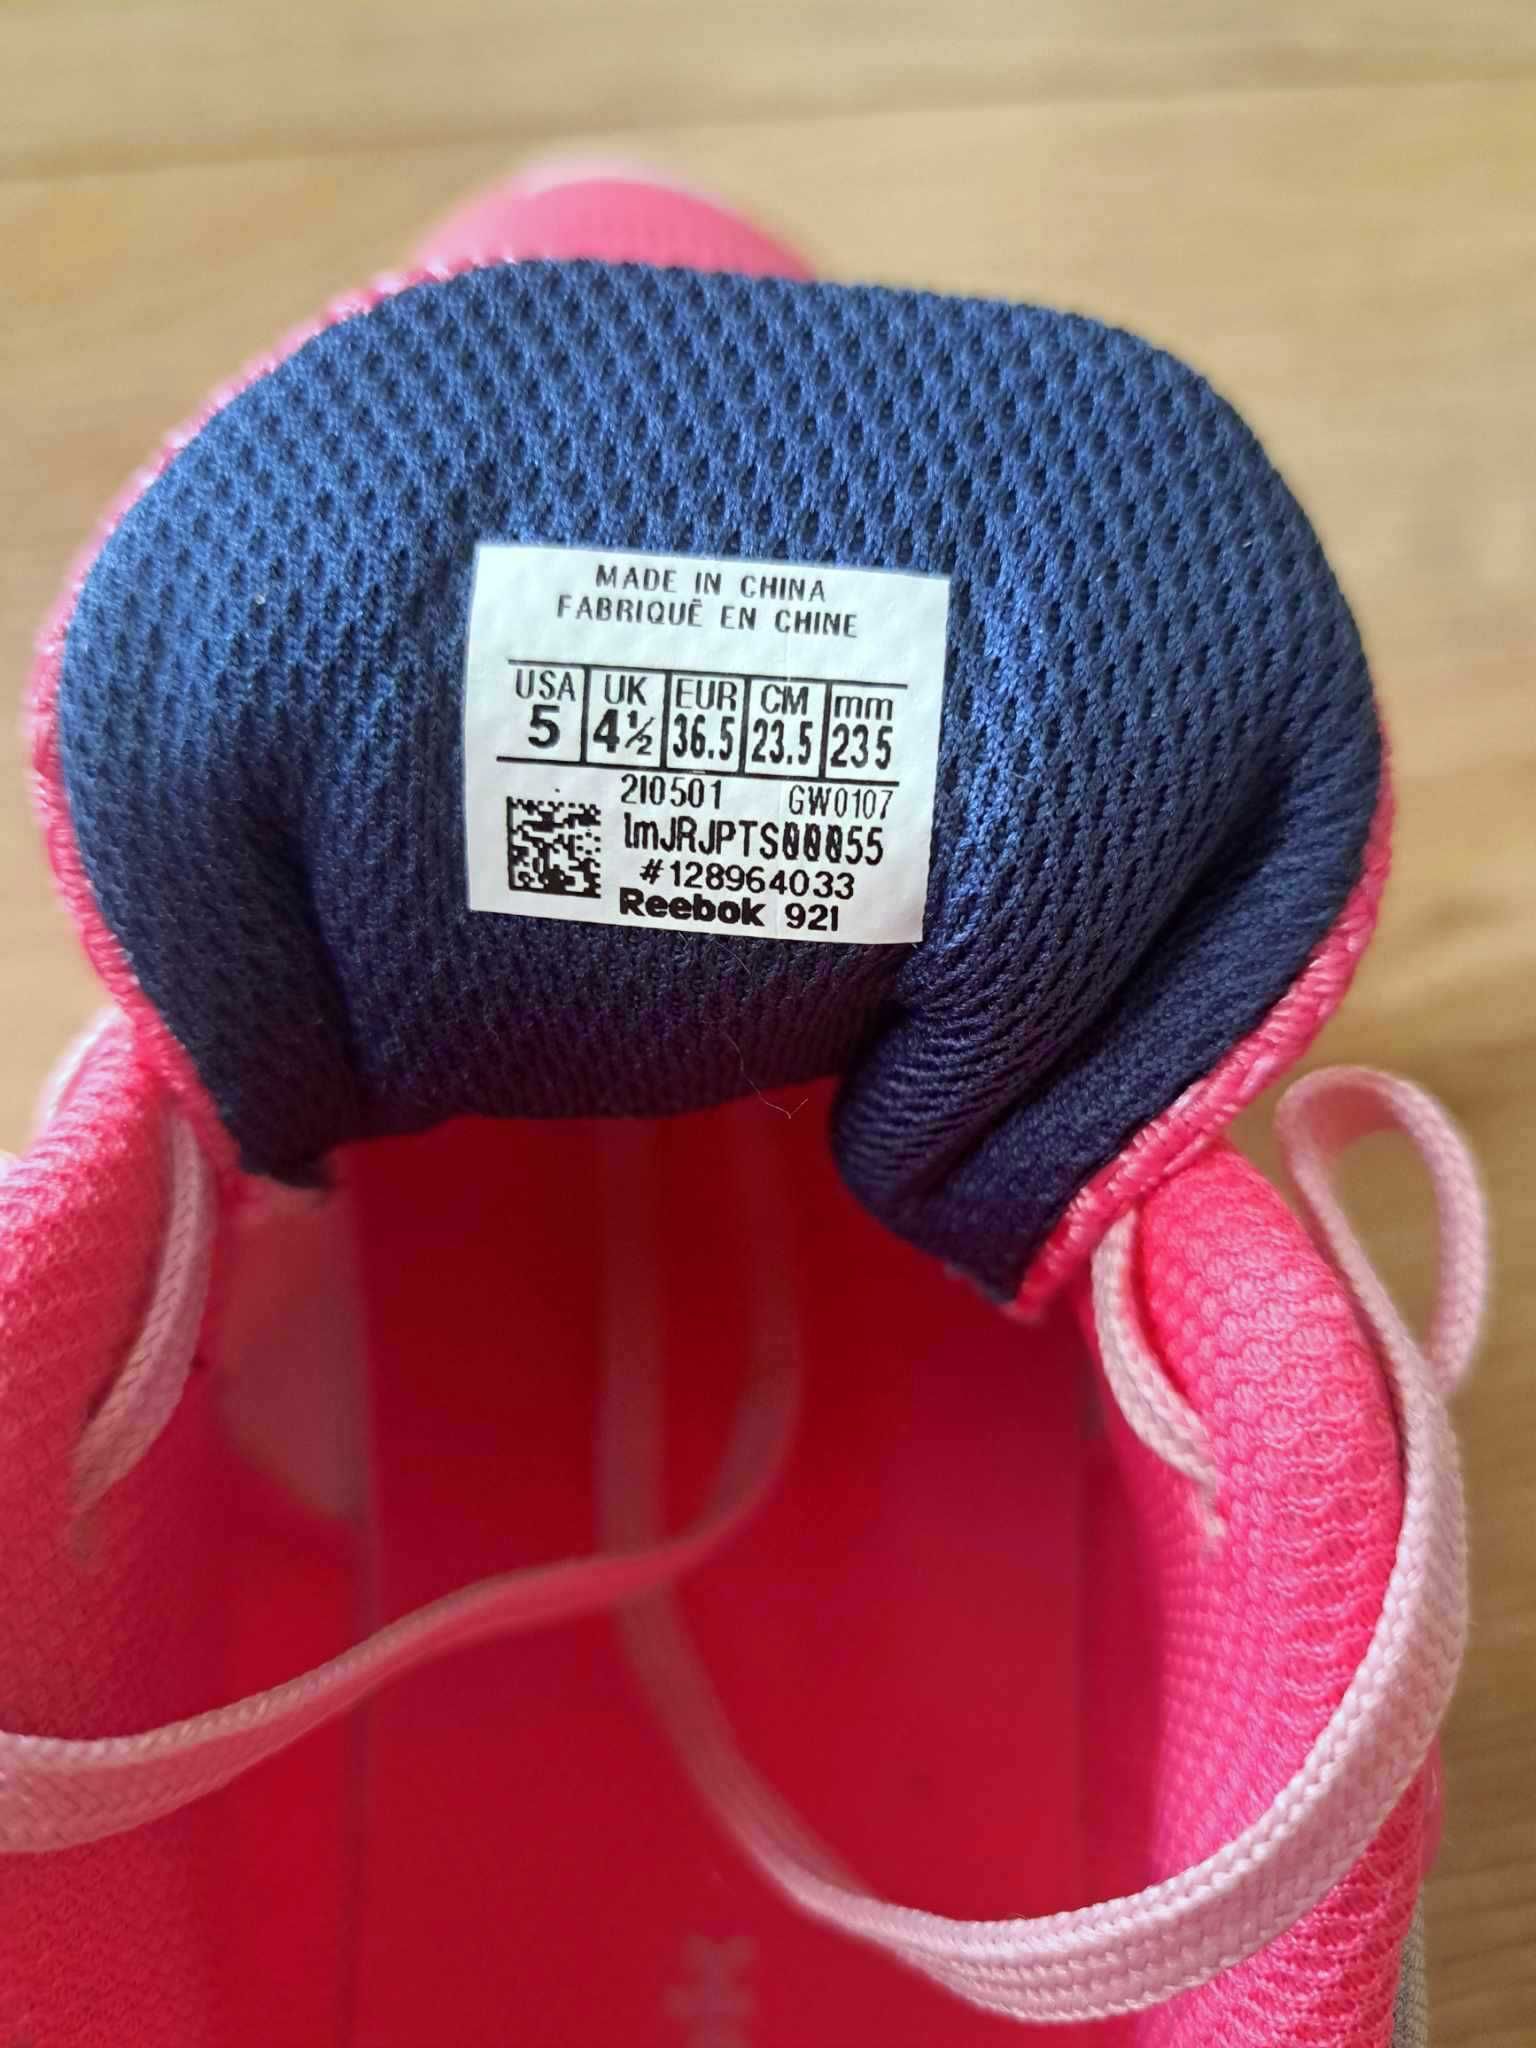 MADE IN CHINA
FABRIQUĒ EN CHINE
USA UK EUR CM mm
5 4½ 36.5 23.5 235
210501 GW0107
lmJRJPTS00055
#128964033
Reebok 921